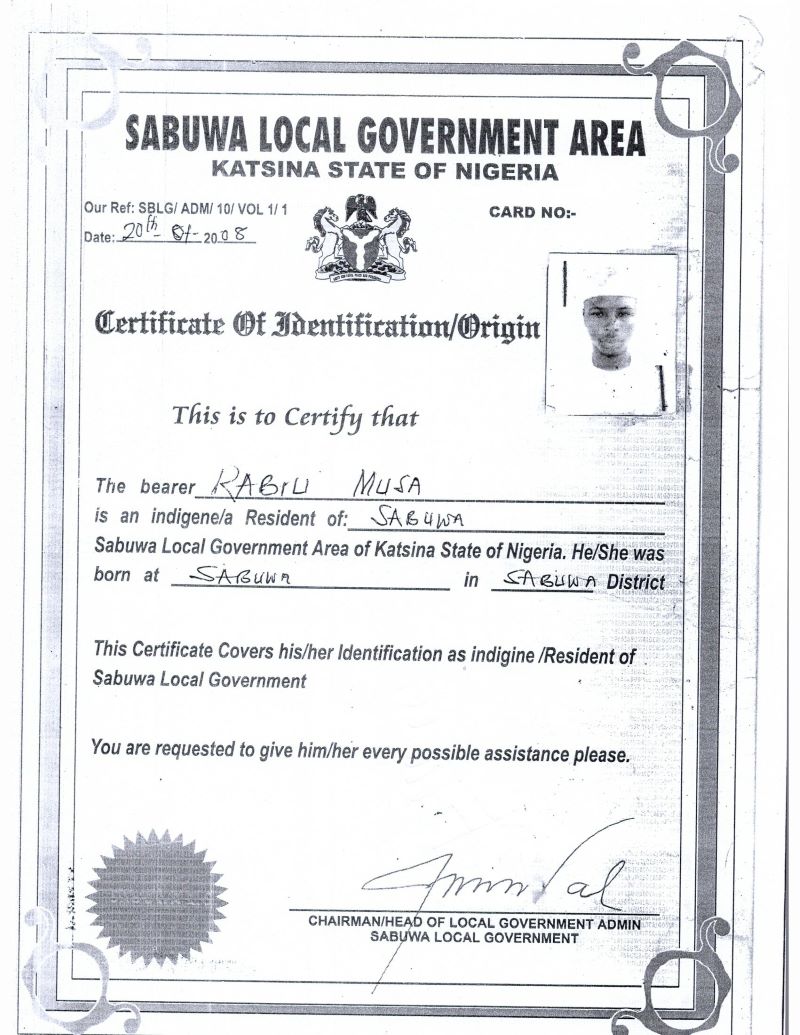 SABUWA LOCAL GOVERNMENT AREA
KATSINA STATE OF NIGERIA
Our Ref: SBLG/ ADM/ 10/ VOL 1/ 1
CARD NO:-
Date: 20th - 01 - 2008
Certificate Of Identification/Origin
This is to Certify that
The bearer RABIU MUSA
is an indigene/a Resident of: SABUWA
Sabuwa Local Government Area of Katsina State of Nigeria. He/She was
born at SABUWA in SABUWA District
This Certificate Covers his/her Identification as indigine /Resident of
Sabuwa Local Government
You are requested to give him/her every possible assistance please.
CHAIRMAN/HEAD OF LOCAL GOVERNMENT ADMIN
SABUWA LOCAL GOVERNMENT